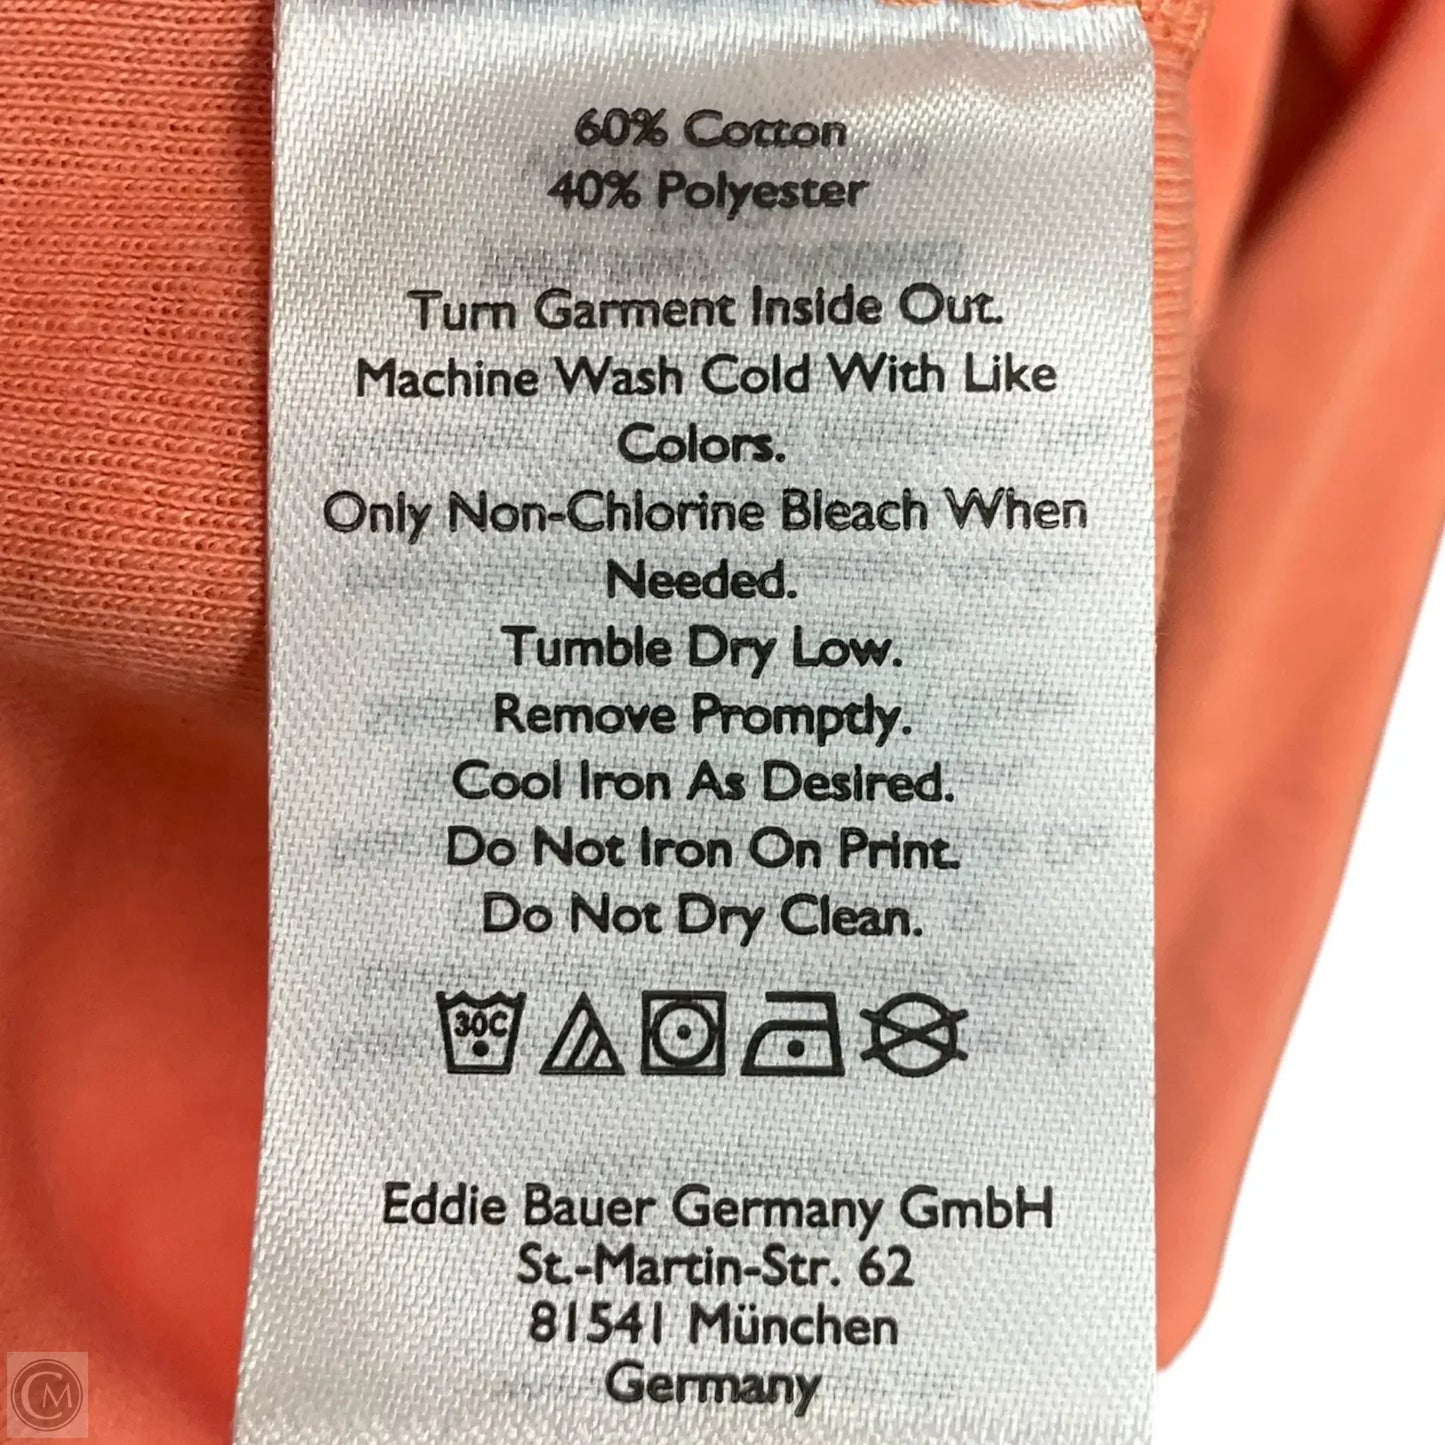 60% Cotton
40% Polyester
Turn Garment Inside Out.
Machine Wash Cold With Like
Colors.
Only Non-Chlorine Bleach When
Needed.
Tumble Dry Low.
Remove Promptly.
Cool Iron As Desired.
Do Not Iron On Print.
Do Not Dry Clean.
30C
Eddie Bauer Germany GmbH
St.-Martin-Str. 62
81541 München
Germany
CM